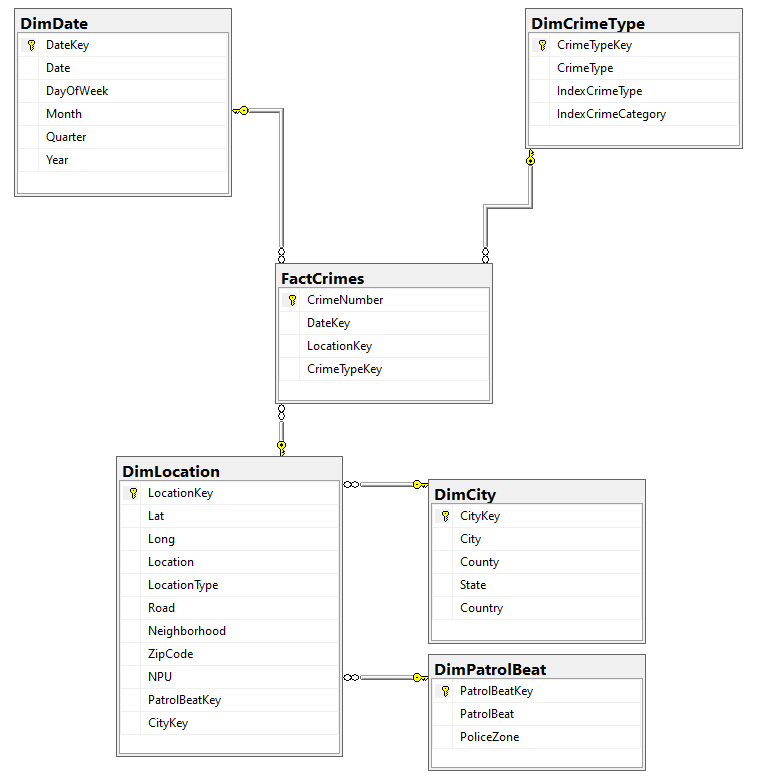 DimDate
DateKey
Date
DayOfWeek
Month
Quarter
Year
DimCrimeType
CrimeTypeKey
CrimeType
IndexCrimeType
IndexCrimeCategory
FactCrimes
CrimeNumber
DateKey
LocationKey
CrimeTypeKey
DimLocation
LocationKey
Lat
Long
Location
LocationType
Road
Neighborhood
ZipCode
NPU
PatrolBeatKey
CityKey
DimCity
CityKey
City
County
State
Country
DimPatrolBeat
PatrolBeatKey
PatrolBeat
PoliceZone